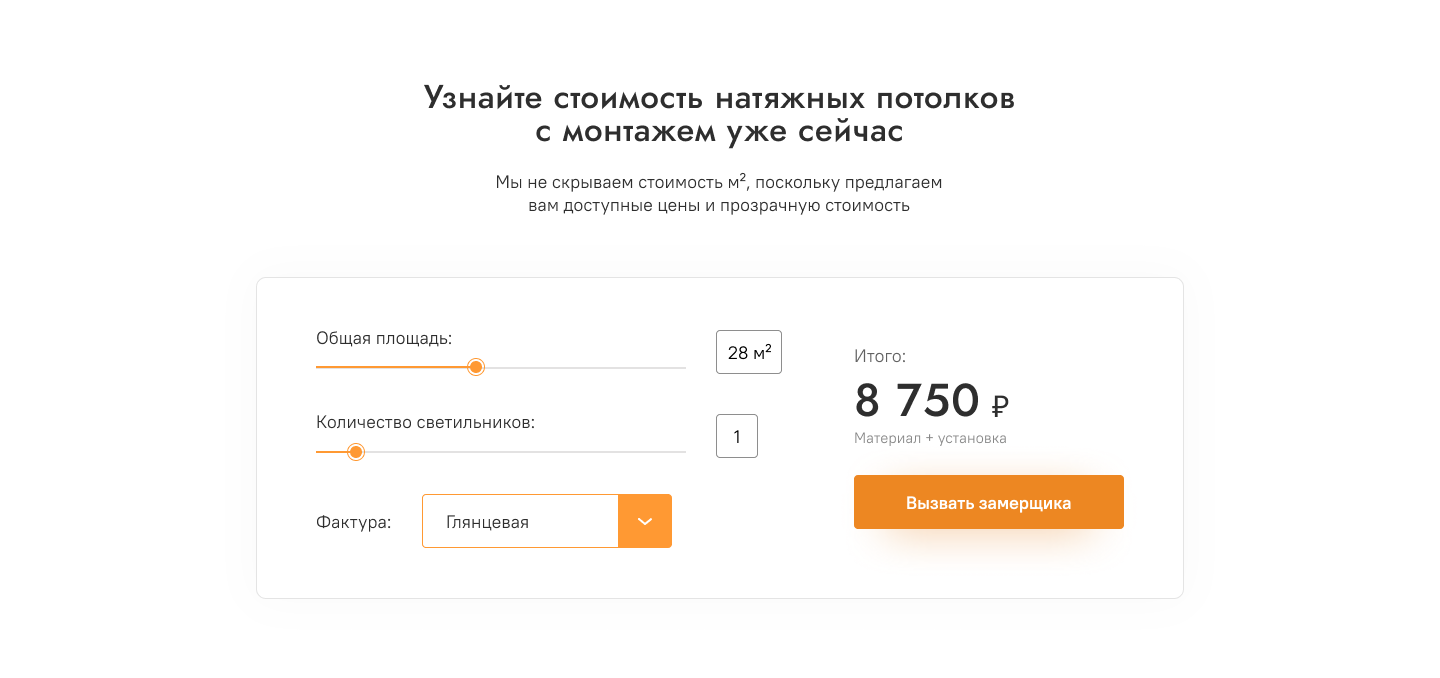 Узнайте стоимость натяжных потолков
с монтажем уже сейчас
Мы не скрываем стоимость м², поскольку предлагаем
вам доступные цены и прозрачную стоимость
Общая площадь:
28 м²
Количество светильников:
1
Фактура:
Глянцевая
Итого:
8 750 ₽
Материал + установка
Вызвать замерщика